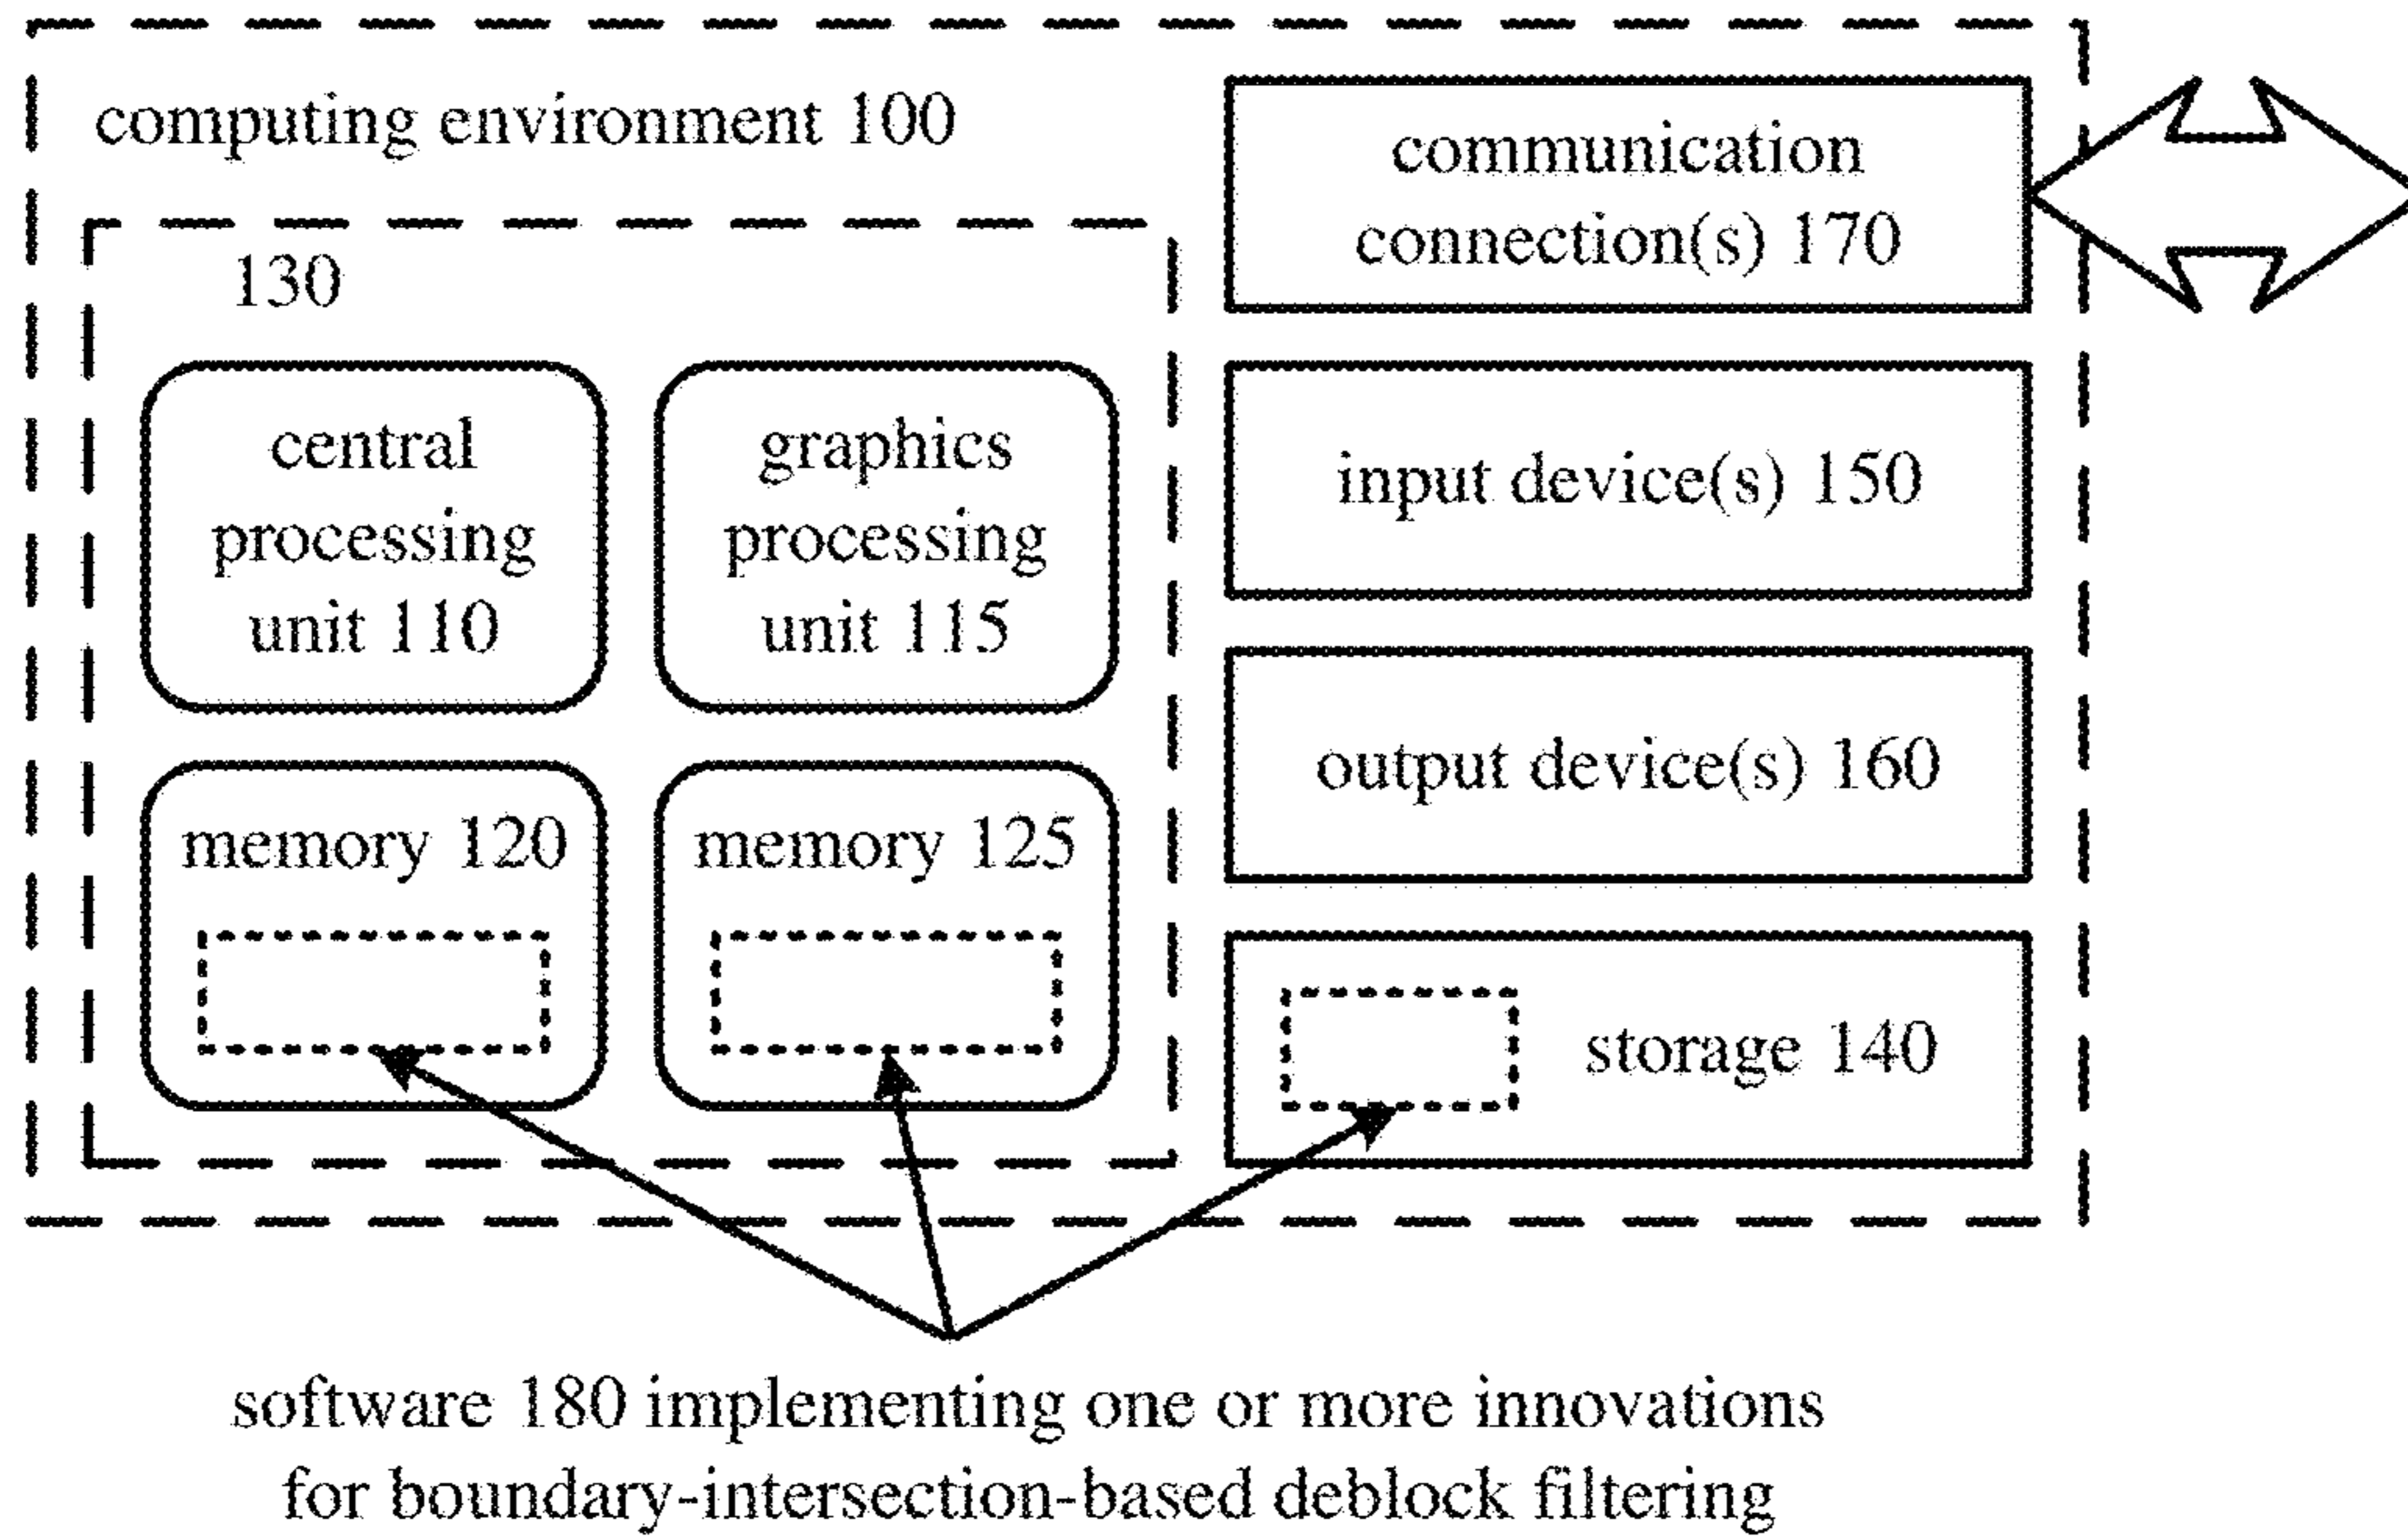 computing environment 100
130
central
processing
unit 110
graphics
processing
unit 115
memory 120
memory 125
communication
connection(s) 170
input device(s) 150
output device(s) 160
storage 140
software 180 implementing one or more innovations
for boundary-intersection-based deblock filtering